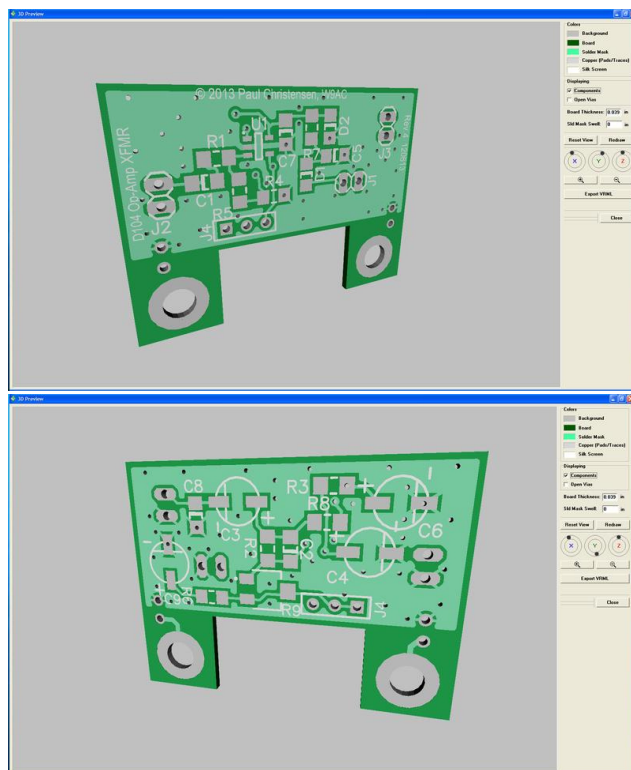 3D Preview
© 2013 Paul Christensen, W9AC
D104 Op-Amp XFMR
R1
U1
D2
C7
R7
C5
C1
R4
J1
J2
R5
J4
Colors
Background
Board
Solder Mask
Copper (Pads/Traces)
Silk Screen
Displaying
Components
Open Vias
Board Thickness: 0.039 in
Sld Mask Swell: 0 in
Reset View Redraw
X Y Z
Export VRML
Close
3D Preview
C8
C3
R3
R8
C6
C2
C4
C9
R9
J4
Colors
Background
Board
Solder Mask
Copper (Pads/Traces)
Silk Screen
Displaying
Components
Open Vias
Board Thickness: 0.039 in
Sld Mask Swell: 0 in
Reset View Redraw
X Y Z
Export VRML
Close